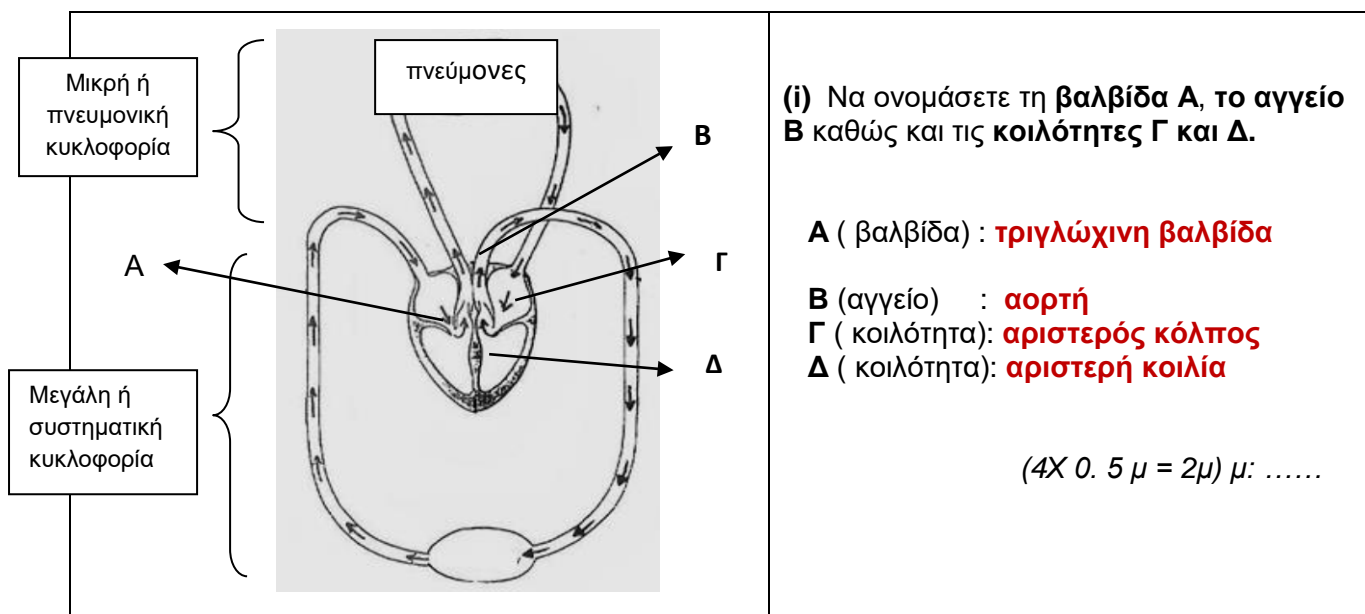 Μικρή ή
πνευμονική
κυκλοφορία
Μεγάλη ή
συστηματική
κυκλοφορία
πνεύμονες
Α
Β
Γ
Δ
(i) Να ονομάσετε τη βαλβίδα Α, το αγγείο
Β καθώς και τις κοιλότητες Γ και Δ.
Α ( βαλβίδα) : τριγλώχινη βαλβίδα
Β (αγγείο) : αορτή
Γ ( κοιλότητα): αριστερός κόλπος
Δ ( κοιλότητα): αριστερή κοιλία
(4Χ 0. 5 μ = 2μ) μ: ......